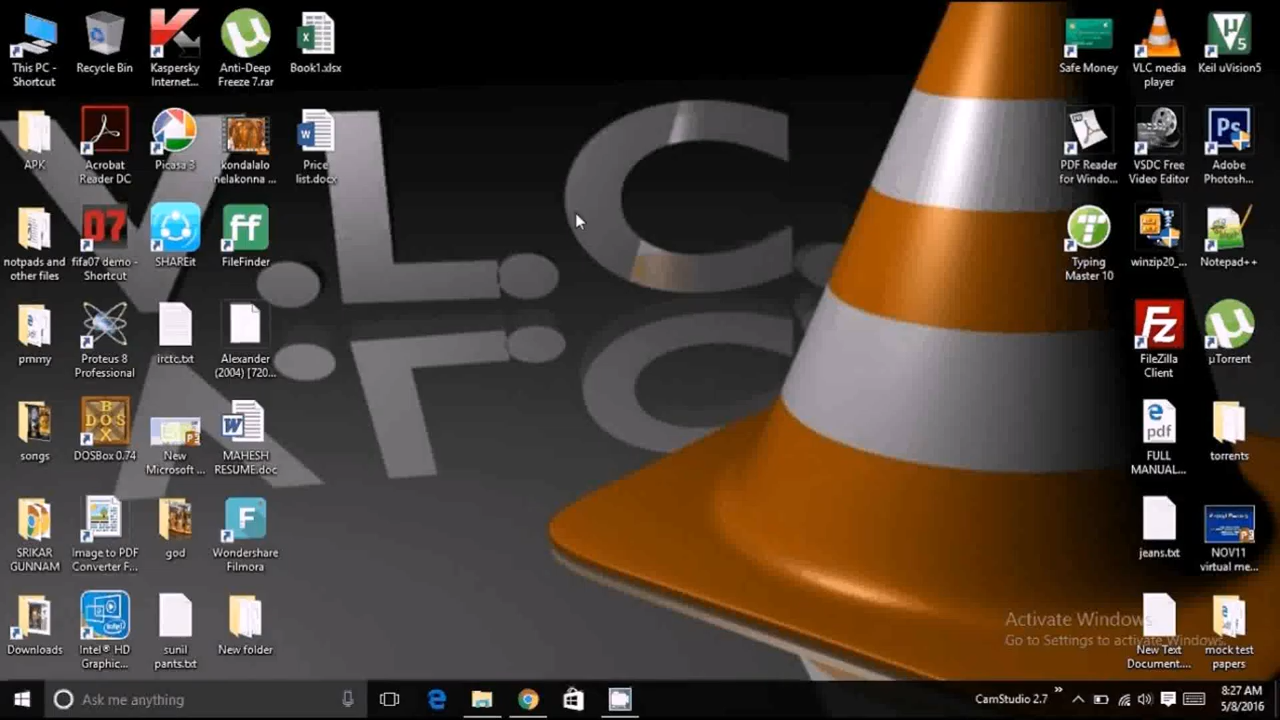 This PC -
Shortcut
Recycle Bin
Kaspersky
Internet...
Anti-Deep
Freeze 7.rar
Book1.xlsx
Safe Money
VLC media
player
Keil uVision5
APK
Acrobat
Reader DC
Picasa 3
kondalalo
nelakonna ...
Price
list.docx
PDF Reader
for Windo...
VSDC Free
Video Editor
Adobe
Photosh...
notpads and
other files
07
fifa07 demo -
Shortcut
SHAREit
ff
FileFinder
Typing
Master 10
winzip20_...
Notepad++
prnmy
Proteus 8
Professional
irctc.txt
Alexander
(2004) [720...
FileZilla
Client
µTorrent
songs
DOSBox 0.74
New
Microsoft ...
MAHESH
RESUME.doc
pdf
FULL
MANUAL...
torrents
SRIKAR
GUNNAM
Image to PDF
Converter F...
god
Wondershare
Filmora
jeans.txt
NOV11
virtual me...
Downloads
Intel® HD
Graphic...
sunil
pants.txt
New folder
Activate Windows
Go to Settings to activate Windows.
New Text
Document....
mock test
papers
Ask me anything
CamStudio 2.7
8:27 AM
5/8/2016